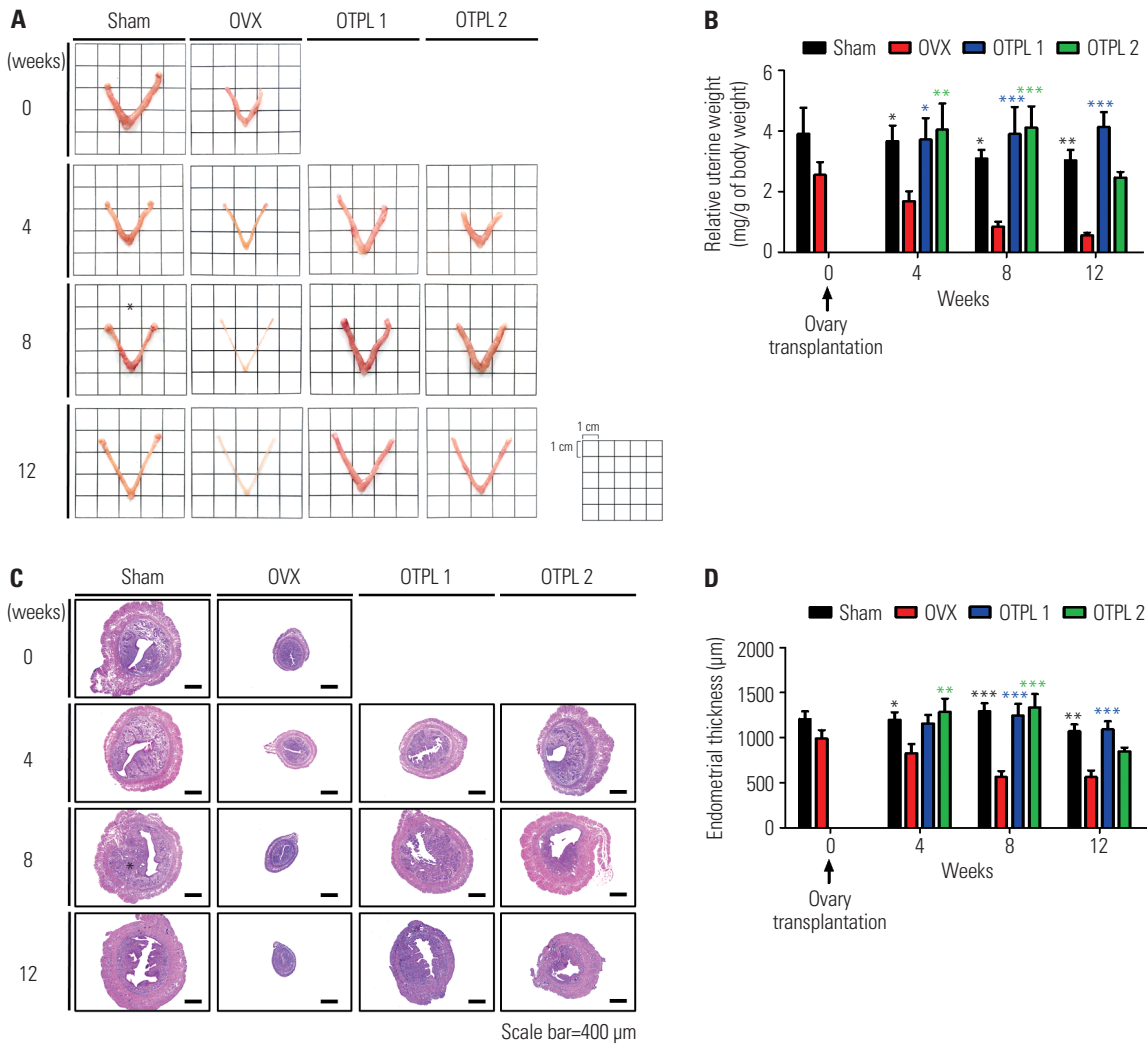 A
Sham OVX OTPL 1 OTPL 2
(weeks)
0
4
*
8
12
1 cm
1 cm
B
Sham OVX OTPL 1 OTPL 2
Relative uterine weight
(mg/g of body weight)
6
4
2
0
* * **
* *** ***
** ***
0 4 8 12
Weeks
Ovary
transplantation
C
Sham OVX OTPL 1 OTPL 2
(weeks)
0
4
8
*
12
Scale bar=400 µm
D
Sham OVX OTPL 1 OTPL 2
Endometrial thickness (µm)
2000
1500
1000
500
0
* **
*** *** ***
** ***
0 4 8 12
Weeks
Ovary
transplantation